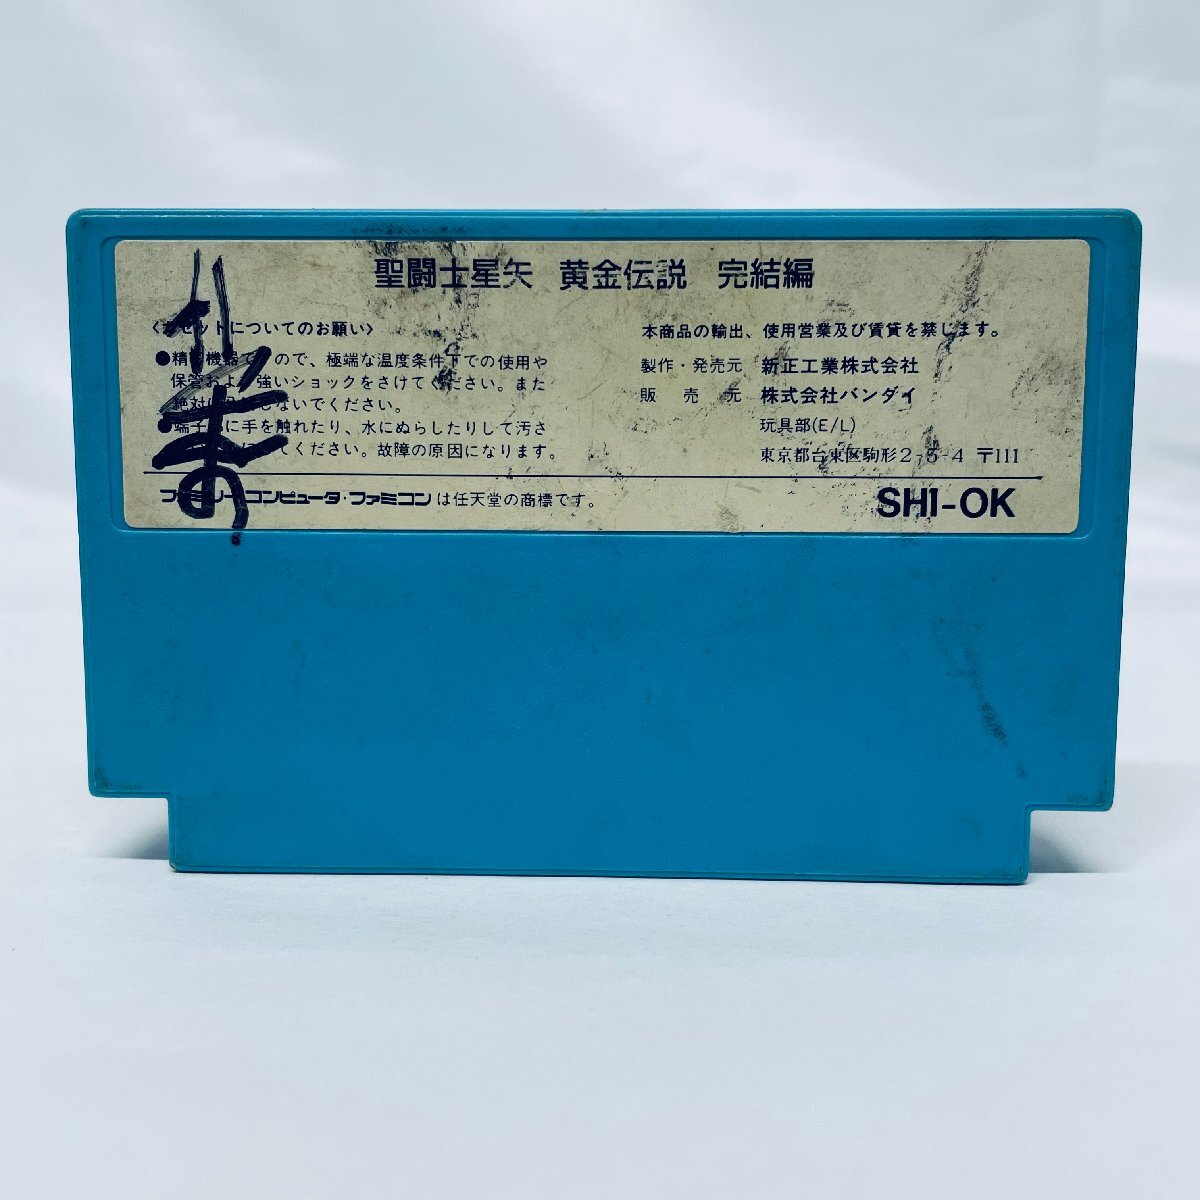 聖闘士星矢 黄金伝説 完結編
〈カセットについてのお願い〉
●精密機器ですので、極端な温度条件下での使用や
保管および強いショックをさけてください。また
絶対に しないでください。
端子部に手を触れたり、水にぬらしたりして汚さ
てください。故障の原因になります。
本商品の輸出、使用営業及び賃貸を禁じます。
製作・発売元 新正工業株式会社
販売元 株式会社バンダイ
玩具部(E/L)
東京都台東区駒形2-5-4 〒111
ファミリーコンピュータ・ファミコンは任天堂の商標です。
SHI-OK